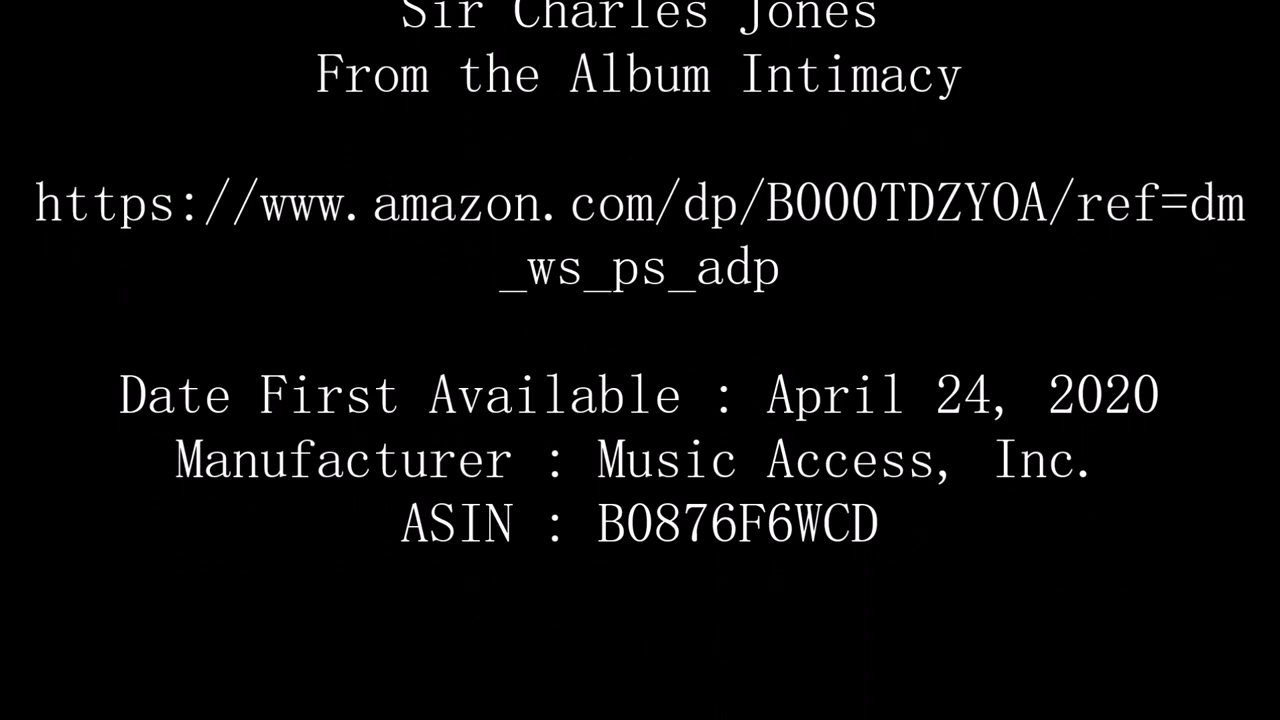 Sir Charles Jones
From the Album Intimacy
https://www.amazon.com/dp/B000TDZYOA/ref=dm
_ws_ps_adp
Date First Available : April 24, 2020
Manufacturer : Music Access, Inc.
ASIN : B0876F6WCD